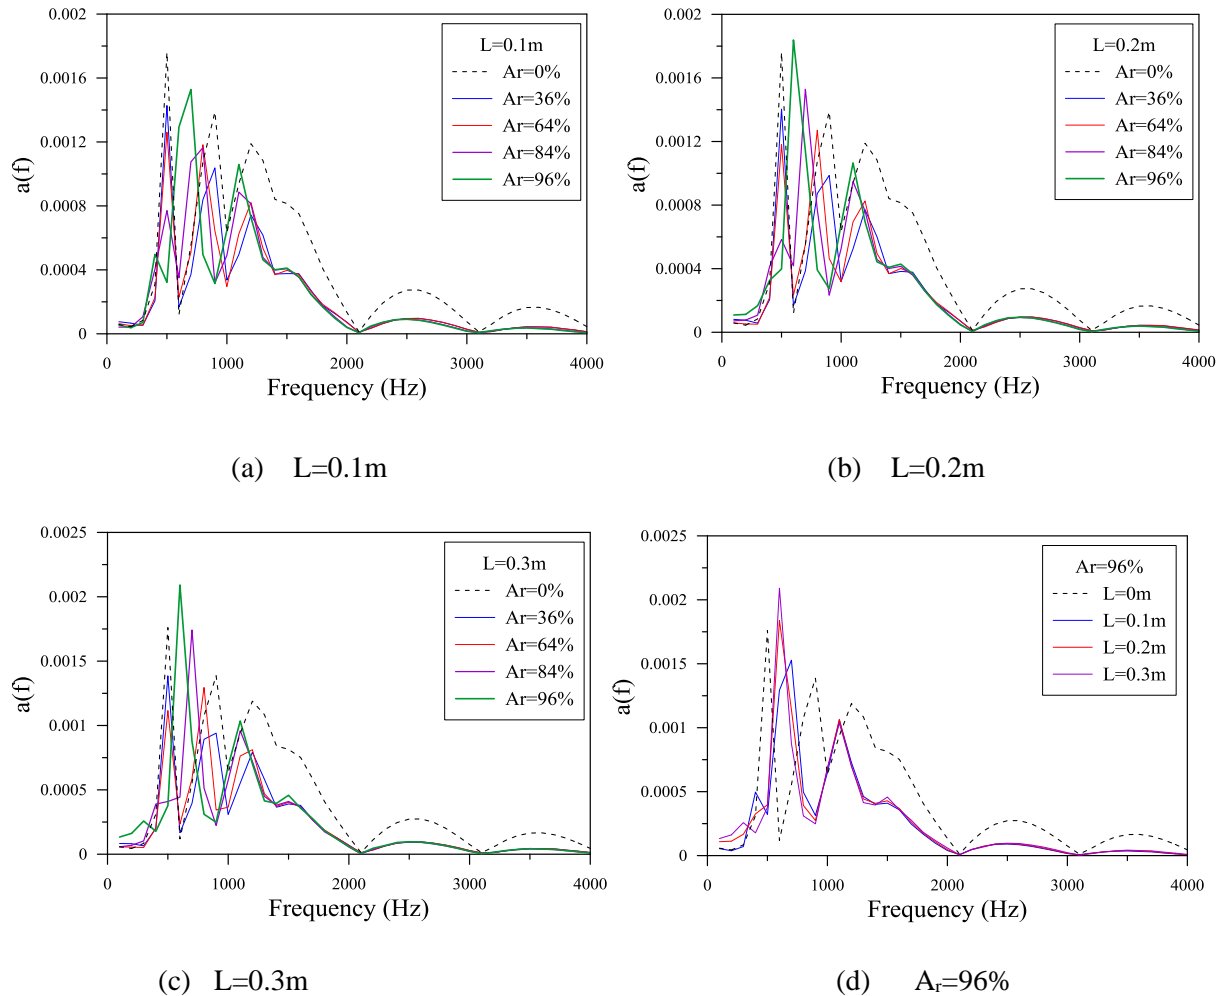 0.002
0.0016
0.0012
0.0008
0.0004
0
a(f)
0 1000 2000 3000 4000
Frequency (Hz)
L=0.1m
Ar=0%
Ar=36%
Ar=64%
Ar=84%
Ar=96%
(a) L=0.1m
0.002
0.0016
0.0012
0.0008
0.0004
0
a(f)
0 1000 2000 3000 4000
Frequency (Hz)
L=0.2m
Ar=0%
Ar=36%
Ar=64%
Ar=84%
Ar=96%
(b) L=0.2m
0.0025
0.002
0.0015
0.001
0.0005
0
a(f)
0 1000 2000 3000 4000
Frequency (Hz)
L=0.3m
Ar=0%
Ar=36%
Ar=64%
Ar=84%
Ar=96%
(c) L=0.3m
0.0025
0.002
0.0015
0.001
0.0005
0
a(f)
0 1000 2000 3000 4000
Frequency (Hz)
Ar=96%
L=0m
L=0.1m
L=0.2m
L=0.3m
(d) Aᵣ=96%